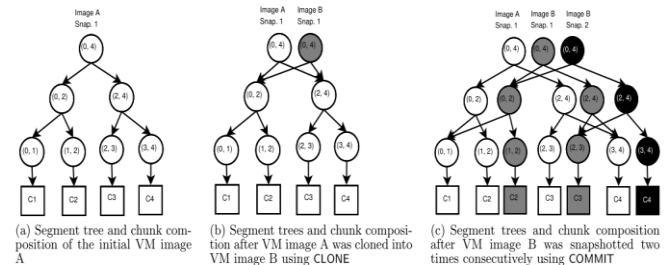 Image A
Snap. 1
(0, 4)
(0, 2)
(2, 4)
(0, 1)
(1, 2)
(2, 3)
(3, 4)
C1
C2
C3
C4
(a) Segment tree and chunk com-
position of the initial VM image
A
Image A Image B
Snap. 1 Snap. 1
(0, 4) (0, 4)
(0, 2) (2, 4)
(0, 1) (1, 2) (2, 3) (3, 4)
C1 C2 C3 C4
(b) Segment trees and chunk composi-
tion after VM image A was cloned into
VM image B using CLONE
Image A Image B Image B
Snap. 1 Snap. 1 Snap. 2
(0, 4) (0, 4) (0, 4)
(0, 2) (0, 2) (2, 4) (2, 4) (2, 4)
(0, 1) (1, 2) (1, 2) (2, 3) (2, 3) (3, 4) (3, 4)
C1 C2 C2 C3 C3 C4 C4
(c) Segment trees and chunk composition
after VM image B was snapshotted two
times consecutively using COMMIT